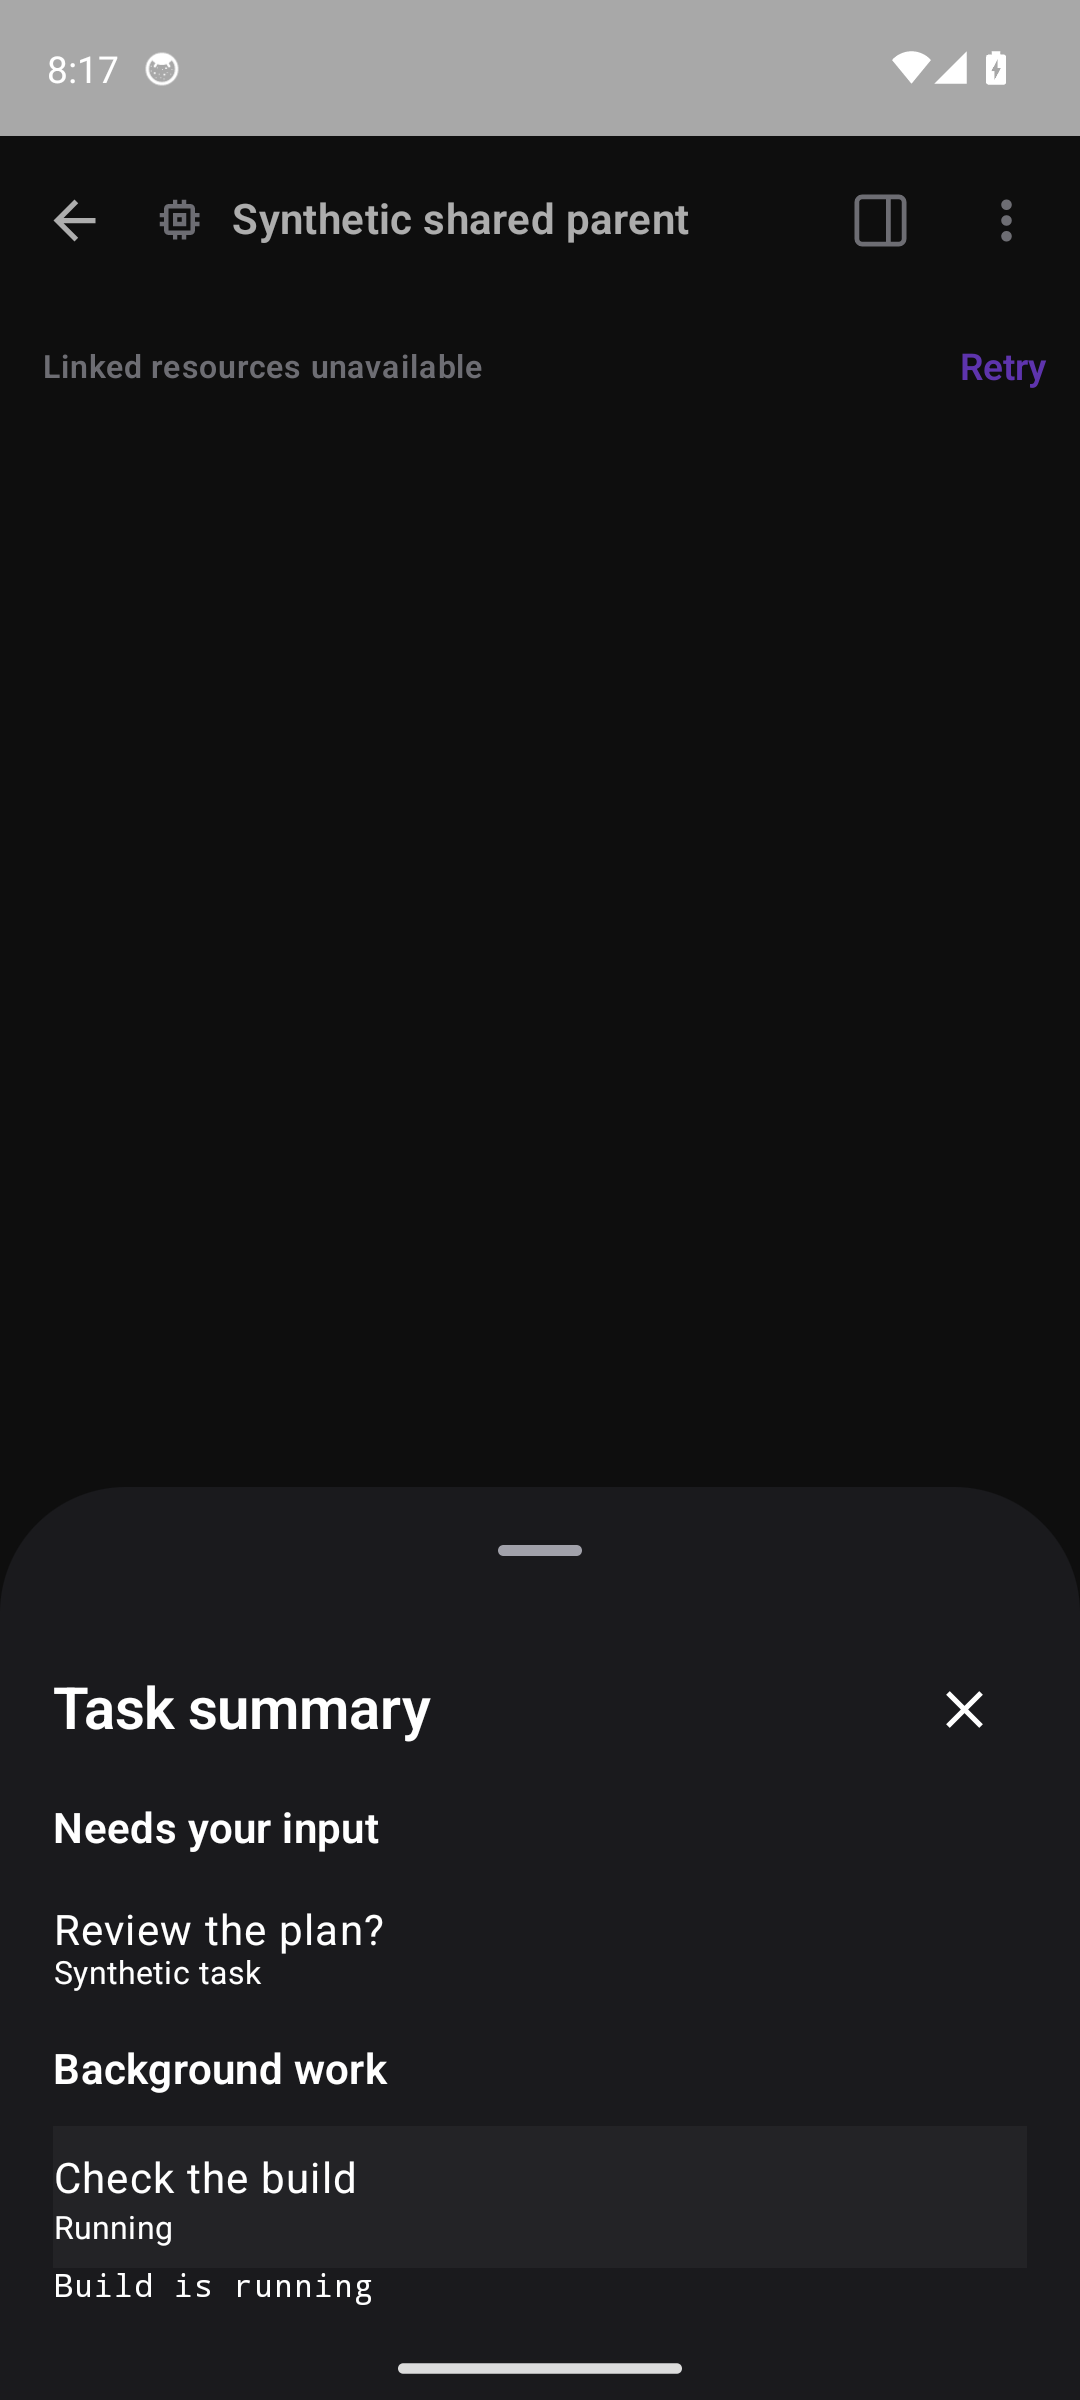 8:17
Synthetic shared parent
Linked resources unavailable
Retry
Task summary
Needs your input
Review the plan?
Synthetic task
Background work
Check the build
Running
Build is running